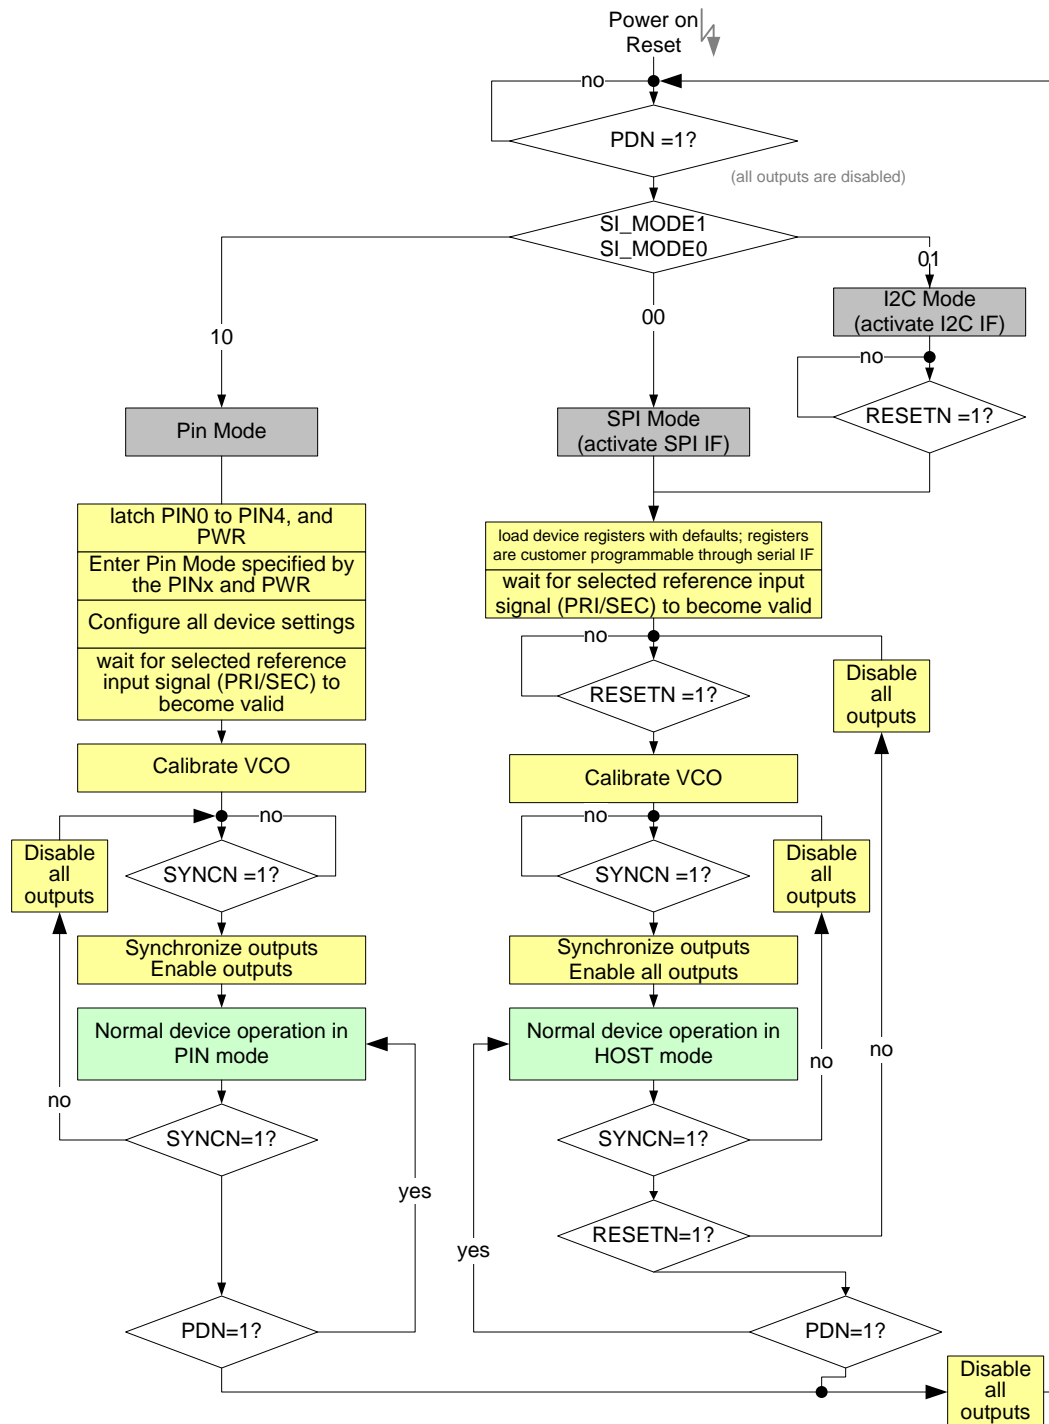 Power on
Reset
no
PDN =1?
(all outputs are disabled)
SI_MODE1
SI_MODE0
01
I2C Mode
(activate I2C IF)
00
10
no
RESETN =1?
Pin Mode
SPI Mode
(activate SPI IF)
latch PIN0 to PIN4, and
PWR
Enter Pin Mode specified by
the PINx and PWR
Configure all device settings
wait for selected reference
input signal (PRI/SEC) to
become valid
load device registers with defaults; registers
are customer programmable through serial IF
wait for selected reference input
signal (PRI/SEC) to become valid
no
RESETN =1?
Disable
all
outputs
Calibrate VCO
Calibrate VCO
no
no
Disable
all
outputs
SYNCN =1?
SYNCN =1?
Disable
all
outputs
Synchronize outputs
Enable outputs
Synchronize outputs
Enable all outputs
Normal device operation in
PIN mode
Normal device operation in
HOST mode
no
no
no
SYNCN=1?
SYNCN=1?
yes
RESETN=1?
yes
PDN=1?
PDN=1?
Disable
all
outputs